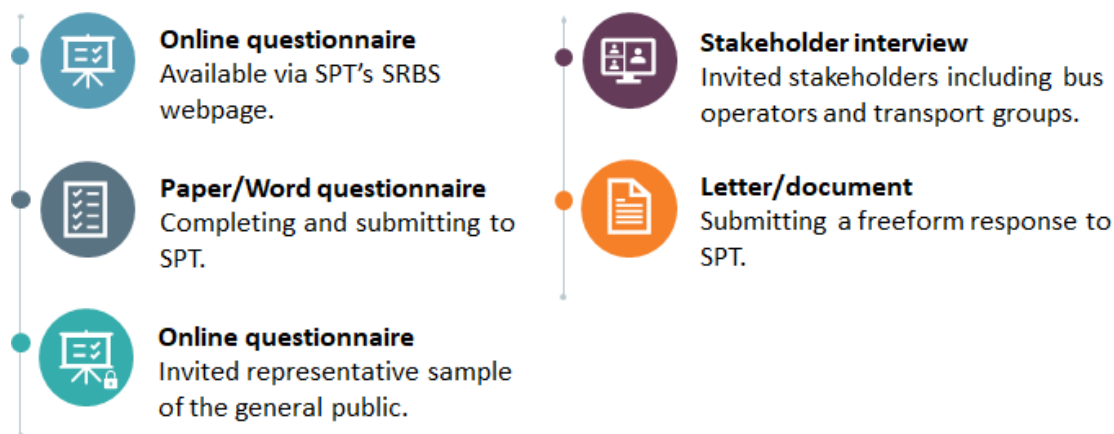 Online questionnaire
Available via SPT's SRBS
webpage.
Paper/Word questionnaire
Completing and submitting to
SPT.
Online questionnaire
Invited representative sample
of the general public.
Stakeholder interview
Invited stakeholders including bus
operators and transport groups.
Letter/document
Submitting a freeform response to
SPT.